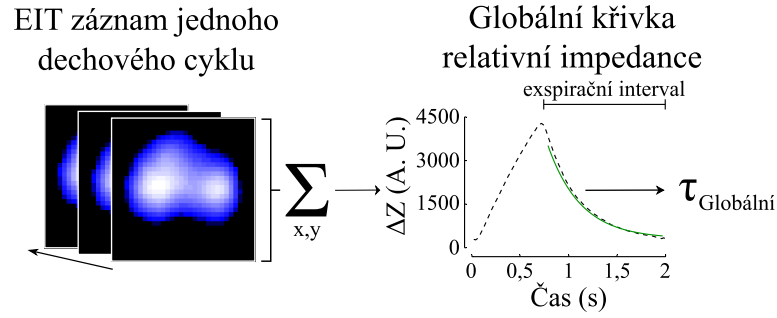 EIT záznam jednoho
dechového cyklu
Σ
x,y
Globální křivka
relativní impedance
exspirační interval
4500
3000
1500
0
ΔZ (A. U.)
0
0,5
1
1,5
2
Čas (s)
τGlobální